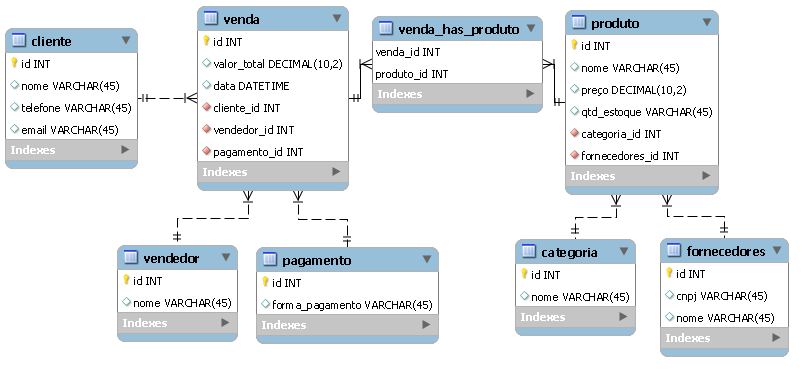 cliente
id INT
nome VARCHAR(45)
telefone VARCHAR(45)
email VARCHAR(45)
Indexes
venda
id INT
valor_total DECIMAL(10,2)
data DATETIME
cliente_id INT
vendedor_id INT
pagamento_id INT
Indexes
venda_has_produto
venda_id INT
produto_id INT
Indexes
produto
id INT
nome VARCHAR(45)
preço DECIMAL(10,2)
qtd_estoque VARCHAR(45)
categoria_id INT
fornecedores_id INT
Indexes
vendedor
id INT
nome VARCHAR(45)
Indexes
pagamento
id INT
forma_pagamento VARCHAR(45)
Indexes
categoria
id INT
nome VARCHAR(45)
Indexes
fornecedores
id INT
cnpj VARCHAR(45)
nome VARCHAR(45)
Indexes